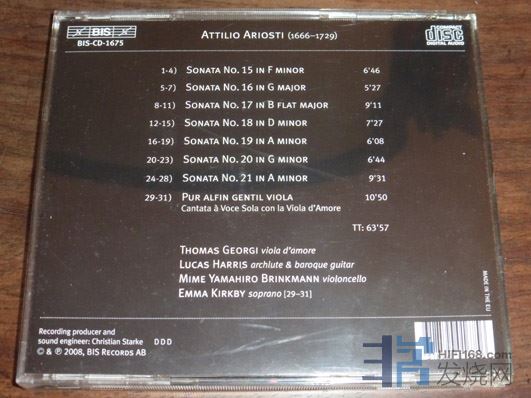 BIS
BIS-CD-1675
ATTILIO ARIOSTI (1666–1729)
COMPACT
disc
DIGITAL AUDIO
1-4) SONATA NO. 15 IN F MINOR 6'46
5-7) SONATA NO. 16 IN G MAJOR 5'27
8-11) SONATA NO. 17 IN B FLAT MAJOR 9'11
12-15) SONATA NO. 18 IN D MINOR 7'27
16-19) SONATA NO. 19 IN A MINOR 6'08
20-23) SONATA NO. 20 IN G MINOR 6'44
24-28) SONATA NO. 21 IN A MINOR 9'31
29-31) PUR ALFIN GENTIL VIOLA 10'50
Cantata à Voce Sola con la Viola d'Amore
TT: 63'57
THOMAS GEORGI viola d'amore
LUCAS HARRIS archlute & baroque guitar
MIME YAMAHIRO BRINKMANN violoncello
EMMA KIRKBY soprano [29-31]
MADE IN THE EU
Recording producer and
sound engineer: Christian Starke D D D
© & ℗ 2008, BIS RECORDS AB
HIFI168.com
发烧网